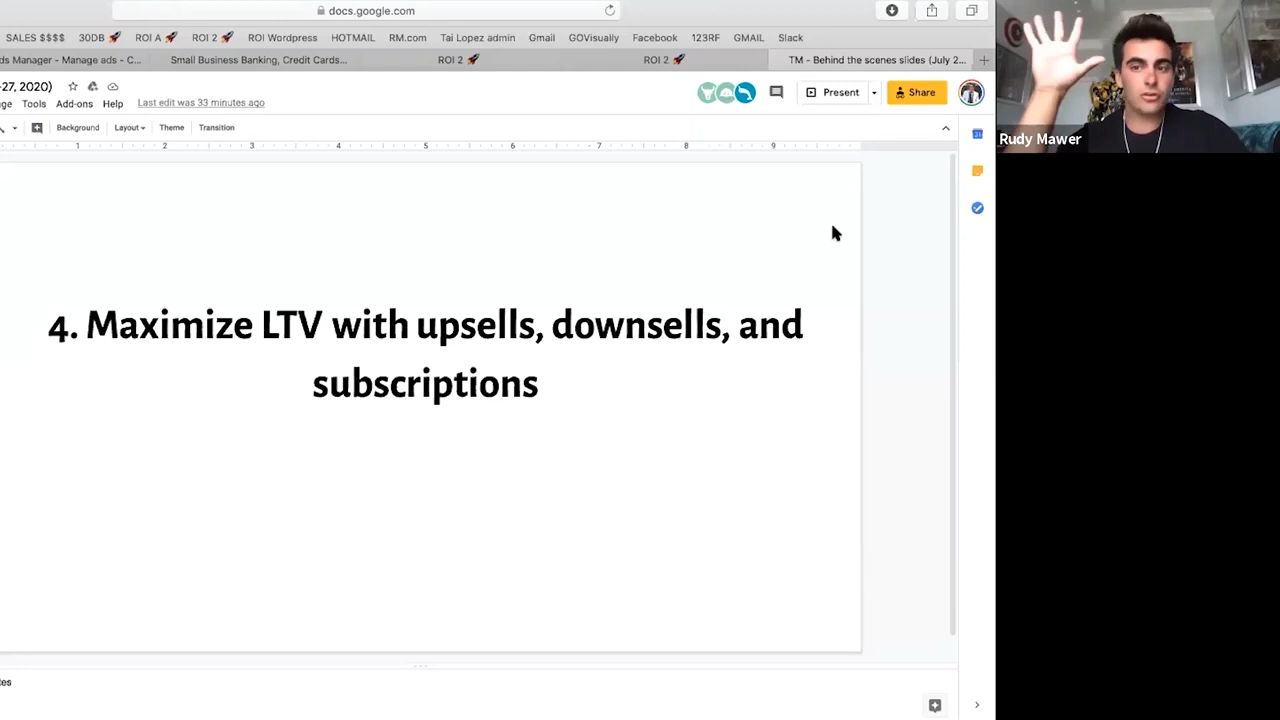 docs.google.com
SALES $$$$ 30DB 🚀 ROI A 🚀 ROI 2 🚀 ROI Wordpress HOTMAIL RM.com Tai Lopez admin Gmail GOVisually Facebook 123RF GMAIL Slack
ds Manager - Manage ads - C... Small Business Banking, Credit Cards... ROI 2 🚀 ROI 2 🚀 TM - Behind the scenes slides (July 2...
-27, 2020)
ge Tools Add-ons Help Last edit was 33 minutes ago
Present Share
Background Layout Theme Transition
1 2 3 4 5 6 7 8 9
Rudy Mawer
4. Maximize LTV with upsells, downsells, and
subscriptions
tes